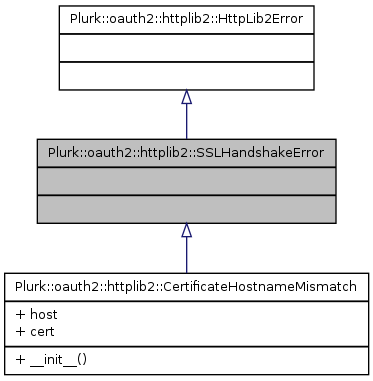 Plurk::oauth2::httplib2::HttpLib2Error
Plurk::oauth2::httplib2::SSLHandshakeError
Plurk::oauth2::httplib2::CertificateHostnameMismatch
+ host
+ cert
+ __init__()